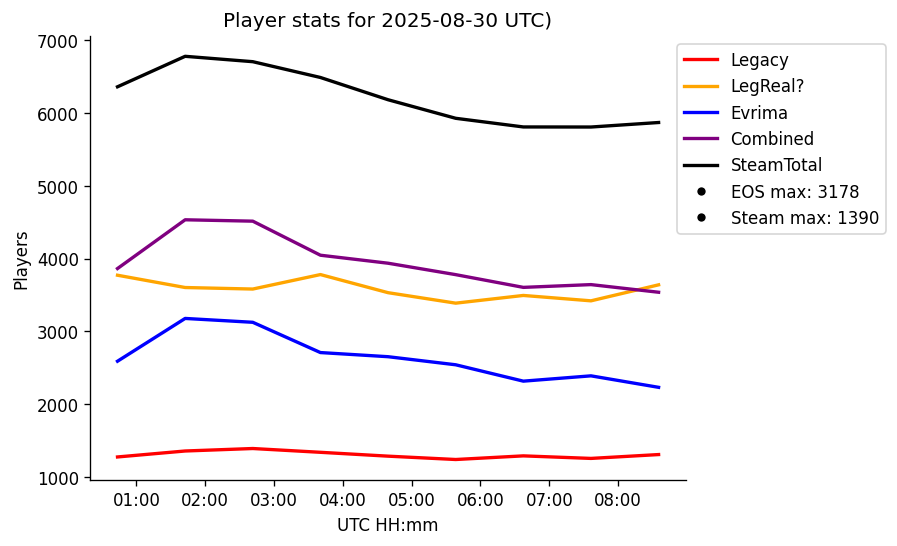 Player stats for 2025-08-30 UTC)
7000
6000
5000
4000
3000
2000
1000
Players
01:00 02:00 03:00 04:00 05:00 06:00 07:00 08:00
UTC HH:mm
Legacy
LegReal?
Evrima
Combined
SteamTotal
EOS max: 3178
Steam max: 1390